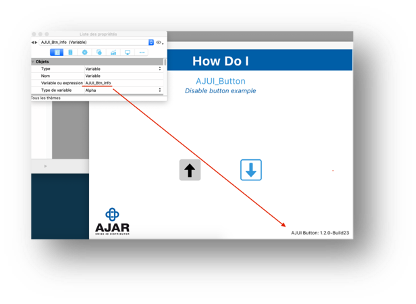 Liste des propriétés
AJUI_Btn_Info (Variable)
Objets
Type Variable
Nom Variable
Variable ou expression AJUI_Btn_Info
Type de variable Alpha
Tous les thèmes
How Do I
AJUI_Button
Disable button example
AJAR
AJUI Button : 1.2.0-Build23